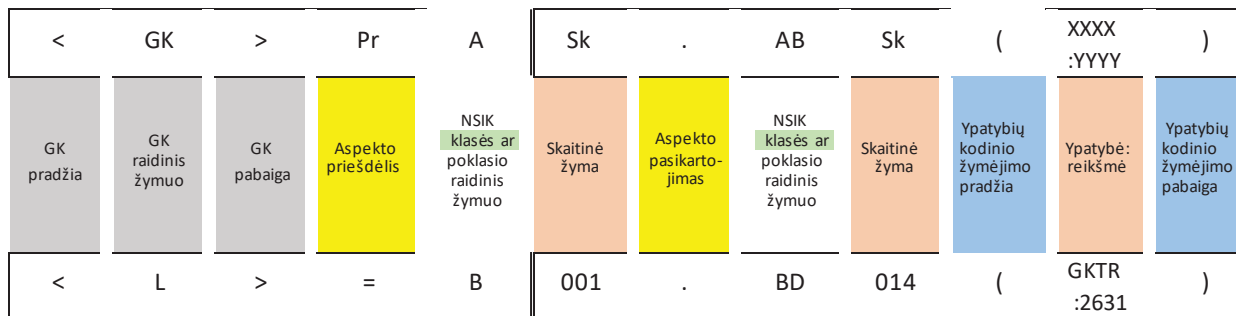 < GK > Pr A Sk . AB Sk ( XXXX )
:YYYY
GK
pradžia
GK
raidinis
žymuo
GK
pabaiga
Aspekto
priešdėlis
NSIK
klasės ar
poklasio
raidinis
žymuo
Skaitinė
žyma
Aspekto
pasikarto-
jimas
NSIK
klasės ar
poklasio
raidinis
žymuo
Skaitinė
žyma
Ypatybių
kodinio
žymėjimo
pradžia
Ypatybė:
reikšmė
Ypatybių
kodinio
žymėjimo
pabaiga
< L > = B 001 . BD 014 ( GKTR )
:2631